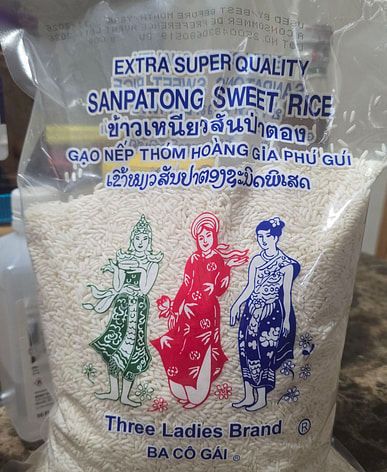 EXTRA SUPER QUALITY
SANPATONG SWEET RICE
ข้าวเหนียวสันป่าตอง
GẠO NẾP THÓM HOÀNG GIA PHÚ GÚI
ເຂົ້າໜຽວສັນປາຕອງຊະນິດພິເສດ
Three Ladies Brand ®
BA CÔ GÁI ®